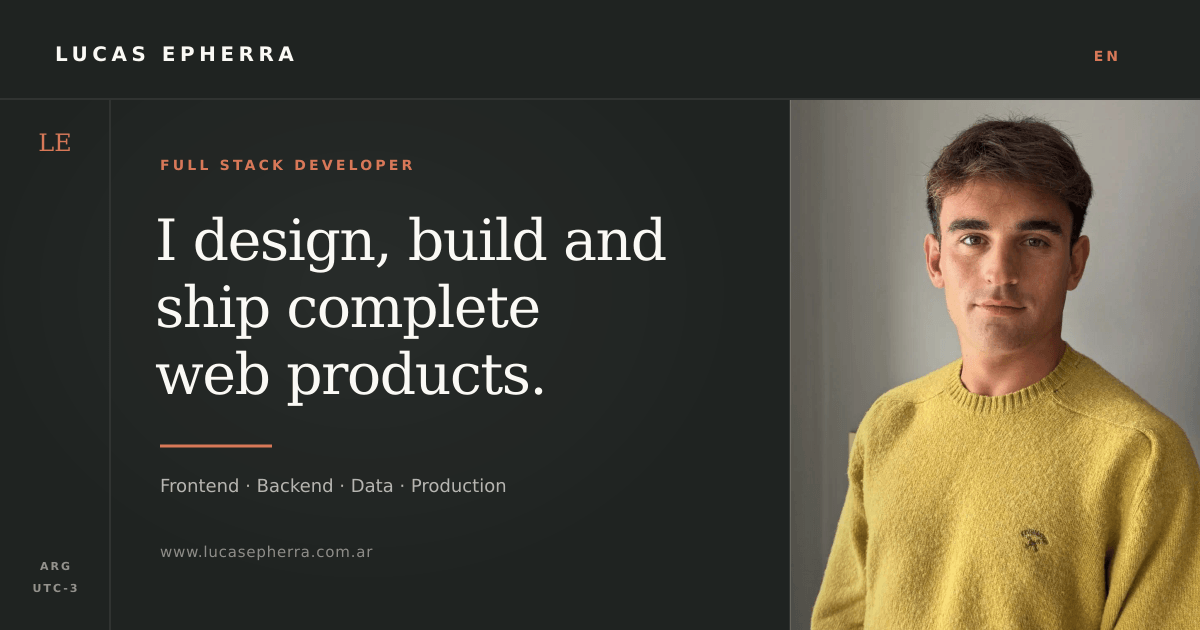 LUCAS EPHERRA
EN
LE
FULL STACK DEVELOPER
I design, build and
ship complete
web products.
Frontend · Backend · Data · Production
www.lucasepherra.com.ar
ARG
UTC-3